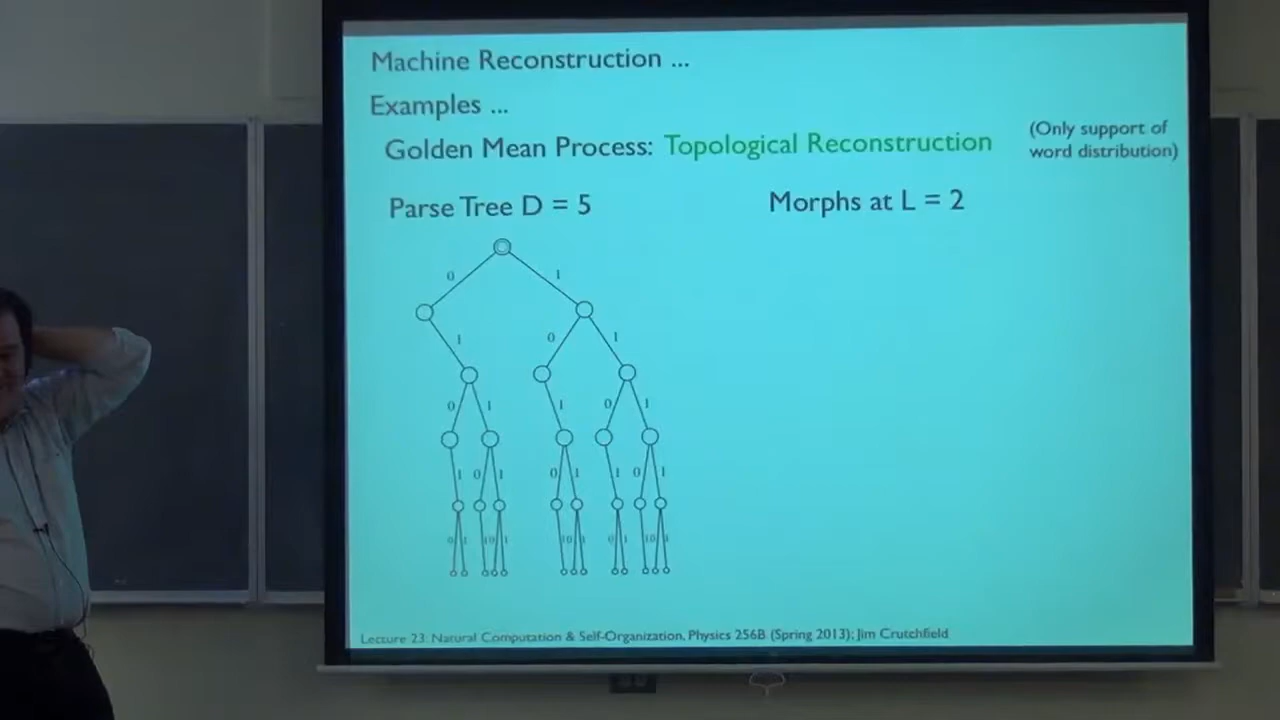 Machine Reconstruction ...
Examples ...
Golden Mean Process: Topological Reconstruction
(Only support of
word distribution)
Parse Tree D = 5
Morphs at L = 2
0 1
1 0 1
0 1 1 0 1
1 0 1 0 1 1 0 1
Lecture 23: Natural Computation & Self-Organization, Physics 256B (Spring 2013); Jim Crutchfield